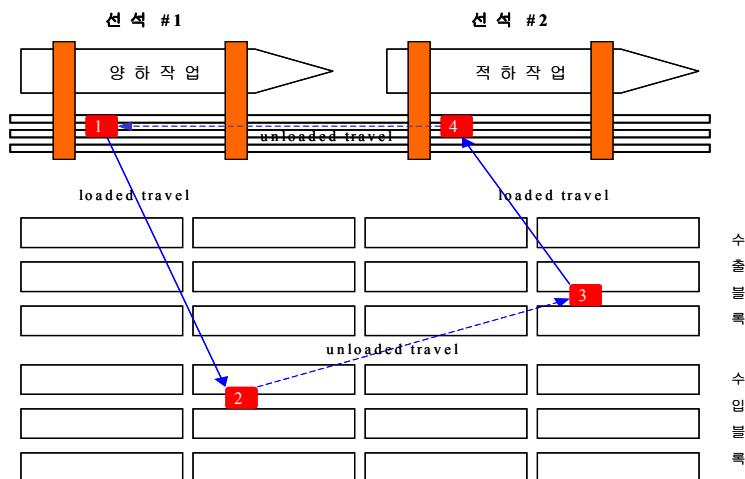 선 석 #1
선 석 #2
양 하 작 업
적 하 작 업
1
4
unloaded travel
loaded travel
loaded travel
수
출
블
록
3
unloaded travel
2
수
입
블
록